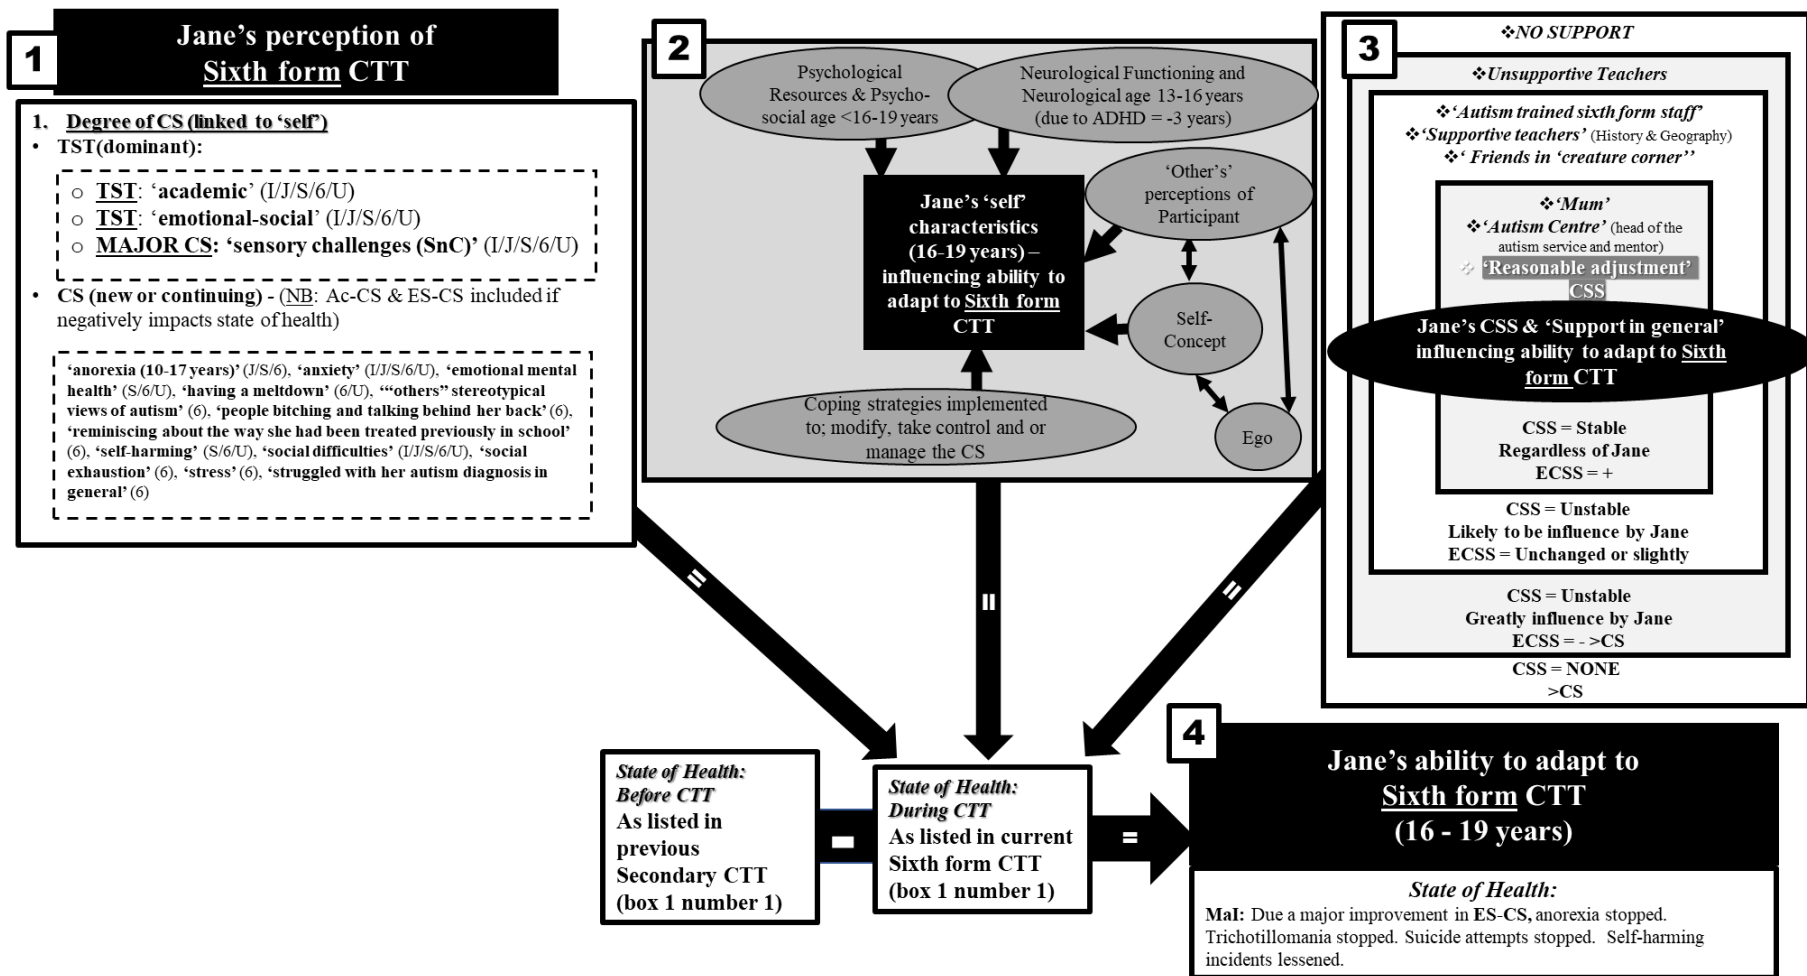 1
Jane’s perception of
Sixth form CTT
1. Degree of CS (linked to ‘self’)
• TST(dominant):
o TST: ‘academic’ (I/J/S/6/U)
o TST: ‘emotional-social’ (I/J/S/6/U)
o MAJOR CS: ‘sensory challenges (SnC)’ (I/J/S/6/U)
• CS (new or continuing) - (NB: Ac-CS & ES-CS included if
negatively impacts state of health)
‘anorexia (10-17 years)’ (J/S/6), ‘anxiety’ (I/J/S/6/U), ‘emotional mental
health’ (S/6/U), ‘having a meltdown’ (6/U), ‘“others” stereotypical
views of autism’ (6), ‘people bitching and talking behind her back’ (6),
‘reminiscing about the way she had been treated previously in school’
(6), ‘self-harming’ (S/6/U), ‘social difficulties’ (I/J/S/6/U), ‘social
exhaustion’ (6), ‘stress’ (6), ‘struggled with her autism diagnosis in
general’ (6)
2
Psychological
Resources & Psycho-
social age <16-19 years
Neurological Functioning and
Neurological age 13-16 years
(due to ADHD = -3 years)
Jane’s ‘self’
characteristics
(16-19 years) –
influencing ability to
adapt to Sixth form
CTT
‘Other’s’
perceptions of
Participant
Self-
Concept
Ego
Coping strategies implemented
to; modify, take control and or
manage the CS
3
❖NO SUPPORT
❖Unsupportive Teachers
❖‘Autism trained sixth form staff’
❖‘Supportive teachers’ (History & Geography)
❖‘ Friends in ‘creature corner’’
❖‘Mum’
❖‘Autism Centre’ (head of the
autism service and mentor)
❖ ‘Reasonable adjustment’
CSS
Jane’s CSS & ‘Support in general’
influencing ability to adapt to Sixth
form CTT
CSS = Stable
Regardless of Jane
ECSS = +
CSS = Unstable
Likely to be influence by Jane
ECSS = Unchanged or slightly
CSS = Unstable
Greatly influence by Jane
ECSS = - >CS
CSS = NONE
>CS
=
=
=
State of Health:
Before CTT
As listed in
previous
Secondary CTT
(box 1 number 1)
-
State of Health:
During CTT
As listed in current
Sixth form CTT
(box 1 number 1)
=
4
Jane’s ability to adapt to
Sixth form CTT
(16 - 19 years)
State of Health:
MaI: Due a major improvement in ES-CS, anorexia stopped.
Trichotillomania stopped. Suicide attempts stopped. Self-harming
incidents lessened.